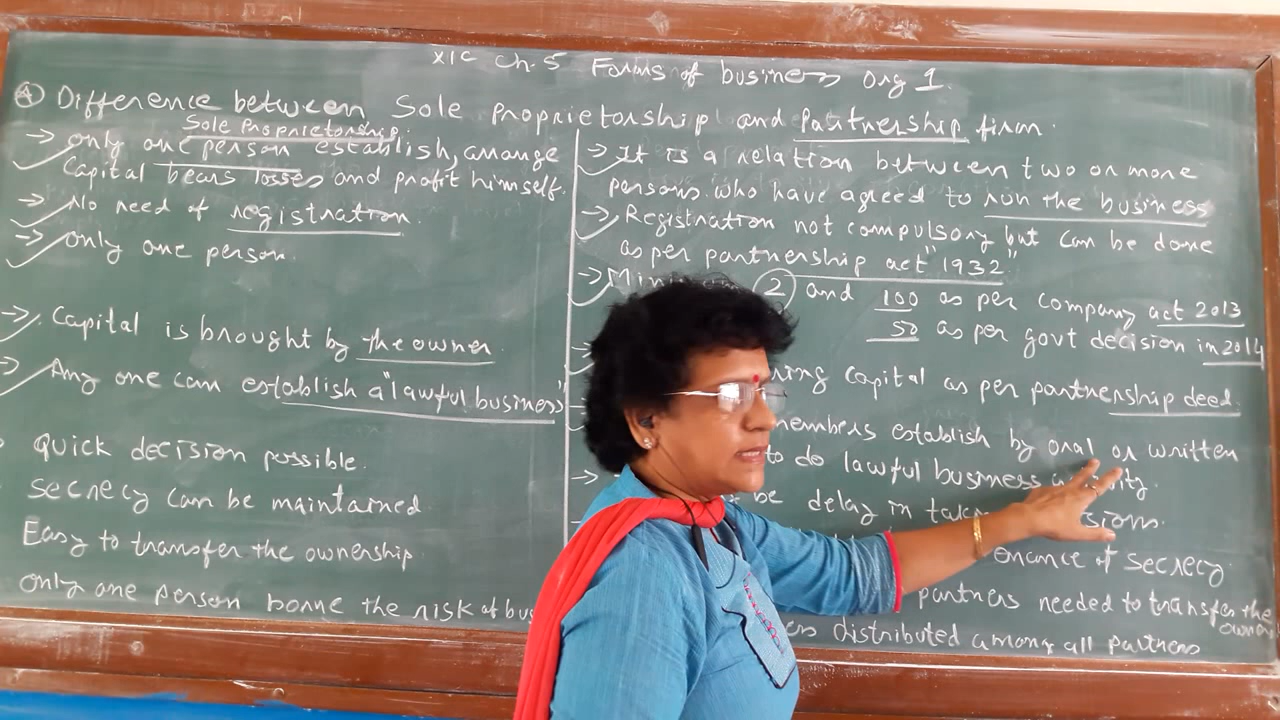 XIC Ch. 5 Forms of business org 1.
(A) Difference between Sole Proprietorship and Partnership firm.
Sole Proprietorship
→ only one person establish, arrange
Capital bears losses and profit himself.
→ No need of registration.
→ only one person.
→ Capital is brought by the owner.
→ Any one can establish a "lawful business"
Quick decision possible.
Secrecy can be maintained
Easy to transfer the ownership.
Only one person borne the risk of bus
→ It is a relation between two or more
persons who have agreed to run the business
→ Registration not compulsory but can be done
as per partnership act "1932"
→ 2 and 100 as per company act 2013
50 as per govt decision in 2014
capital as per partnership deed.
members establish by oral or written
to do lawful business
be delay in
of secrecy.
partners needed to transfer the
distributed among all partners